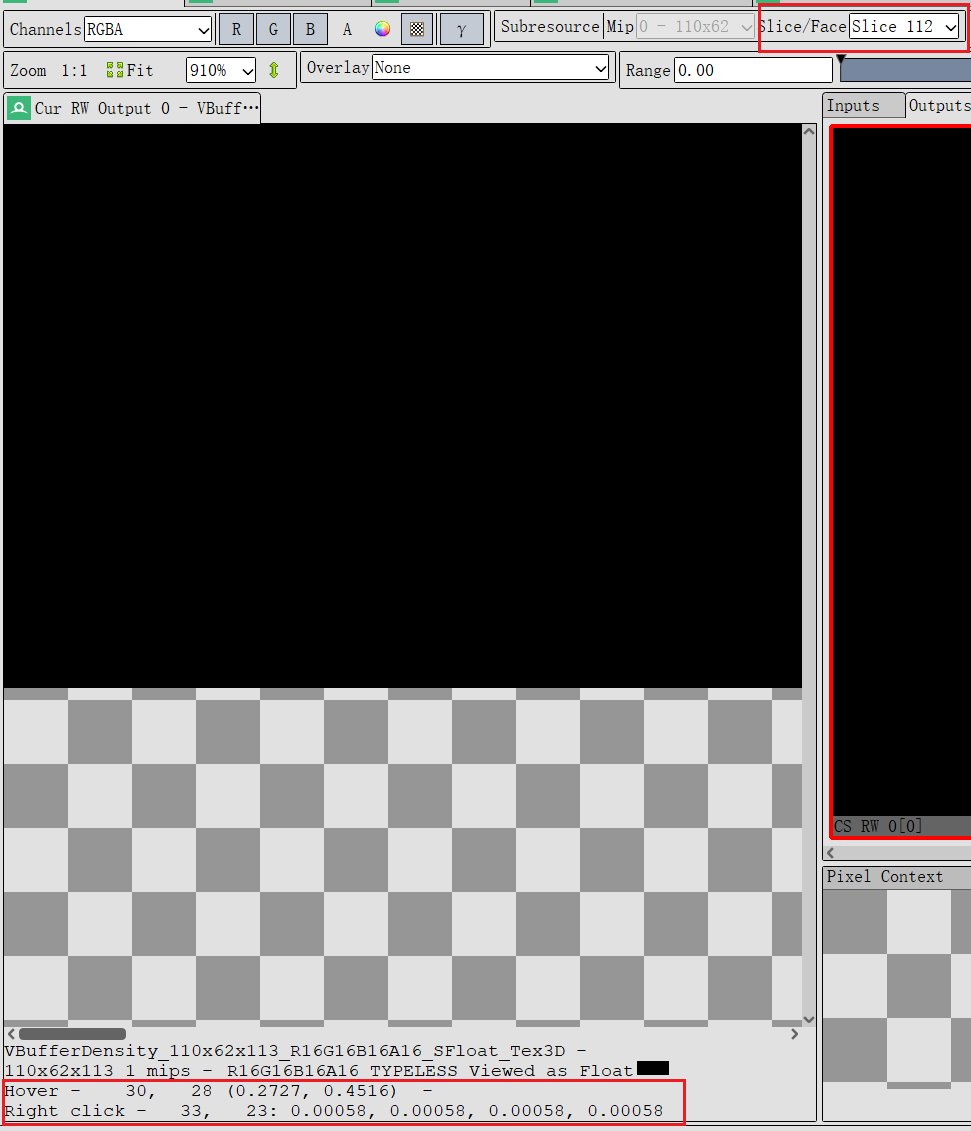 Channels RGBA R G B A γ Subresource Mip 0 - 110x62 Slice/Face Slice 112
Zoom 1:1 Fit 910% Overlay None Range 0.00
Cur RW Output 0 - VBuff···
Inputs Outputs
CS RW 0[0]
Pixel Context
VBufferDensity_110x62x113_R16G16B16A16_SFloat_Tex3D -
110x62x113 1 mips - R16G16B16A16_TYPELESS Viewed as Float
Hover - 30, 28 (0.2727, 0.4516) -
Right click - 33, 23: 0.00058, 0.00058, 0.00058, 0.00058